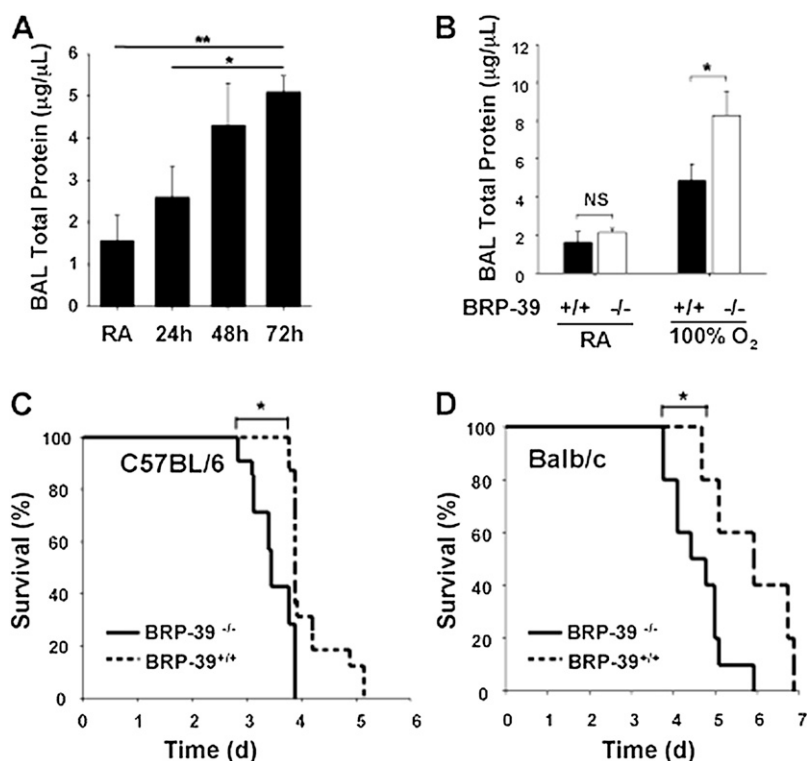 A
**
*
BAL Total Protein (µg/µL)
6
5
4
3
2
1
0
RA 24h 48h 72h
B
*
NS
BAL Total Protein (µg/µL)
12
10
8
6
4
2
0
BRP-39 +/+ -/- +/+ -/-
RA 100% O₂
C
*
C57BL/6
Survival (%)
100
80
60
40
20
0
BRP-39 -/-
BRP-39+/+
0 1 2 3 4 5 6
Time (d)
D
*
Balb/c
Survival (%)
100
80
60
40
20
0
BRP-39 -/-
BRP-39+/+
0 1 2 3 4 5 6 7
Time (d)